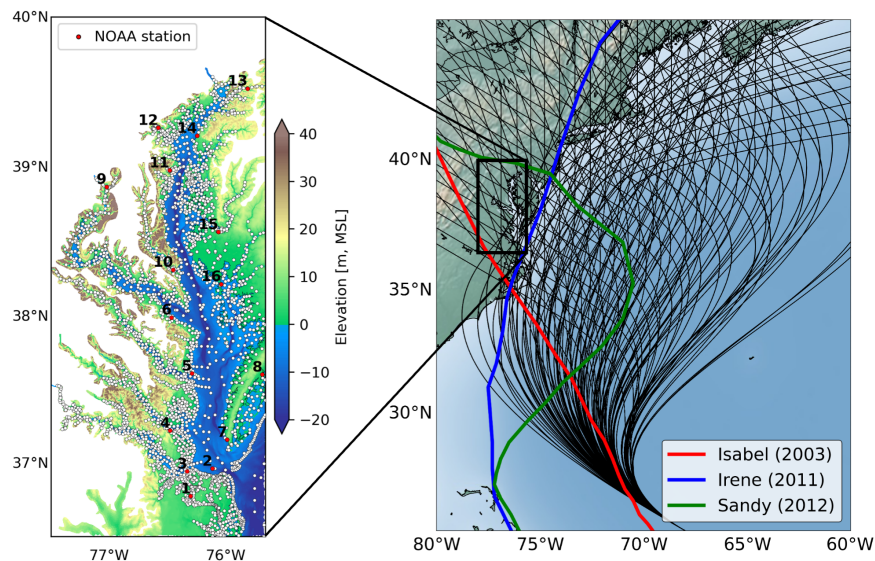 40°N
39°N
38°N
37°N
77°W
76°W
NOAA station
13
12
14
11
9
15
10
16
6
5
8
4
7
3
2
1
40
30
20
10
0
−10
−20
Elevation [m, MSL]
40°N
35°N
30°N
80°W
75°W
70°W
65°W
60°W
Isabel (2003)
Irene (2011)
Sandy (2012)